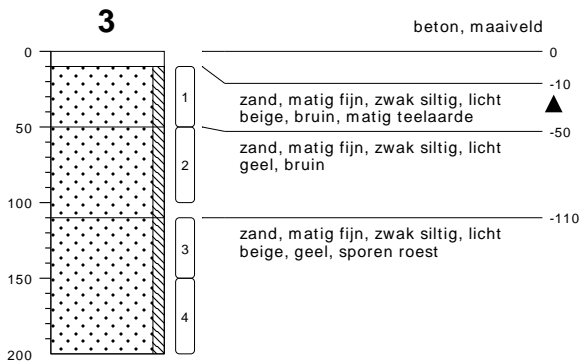 3
beton, maaiveld
0
0
-10
zand, matig fijn, zwak siltig, licht
beige, bruin, matig teelaarde
1
50
-50
zand, matig fijn, zwak siltig, licht
geel, bruin
2
100
-110
zand, matig fijn, zwak siltig, licht
beige, geel, sporen roest
3
150
4
200